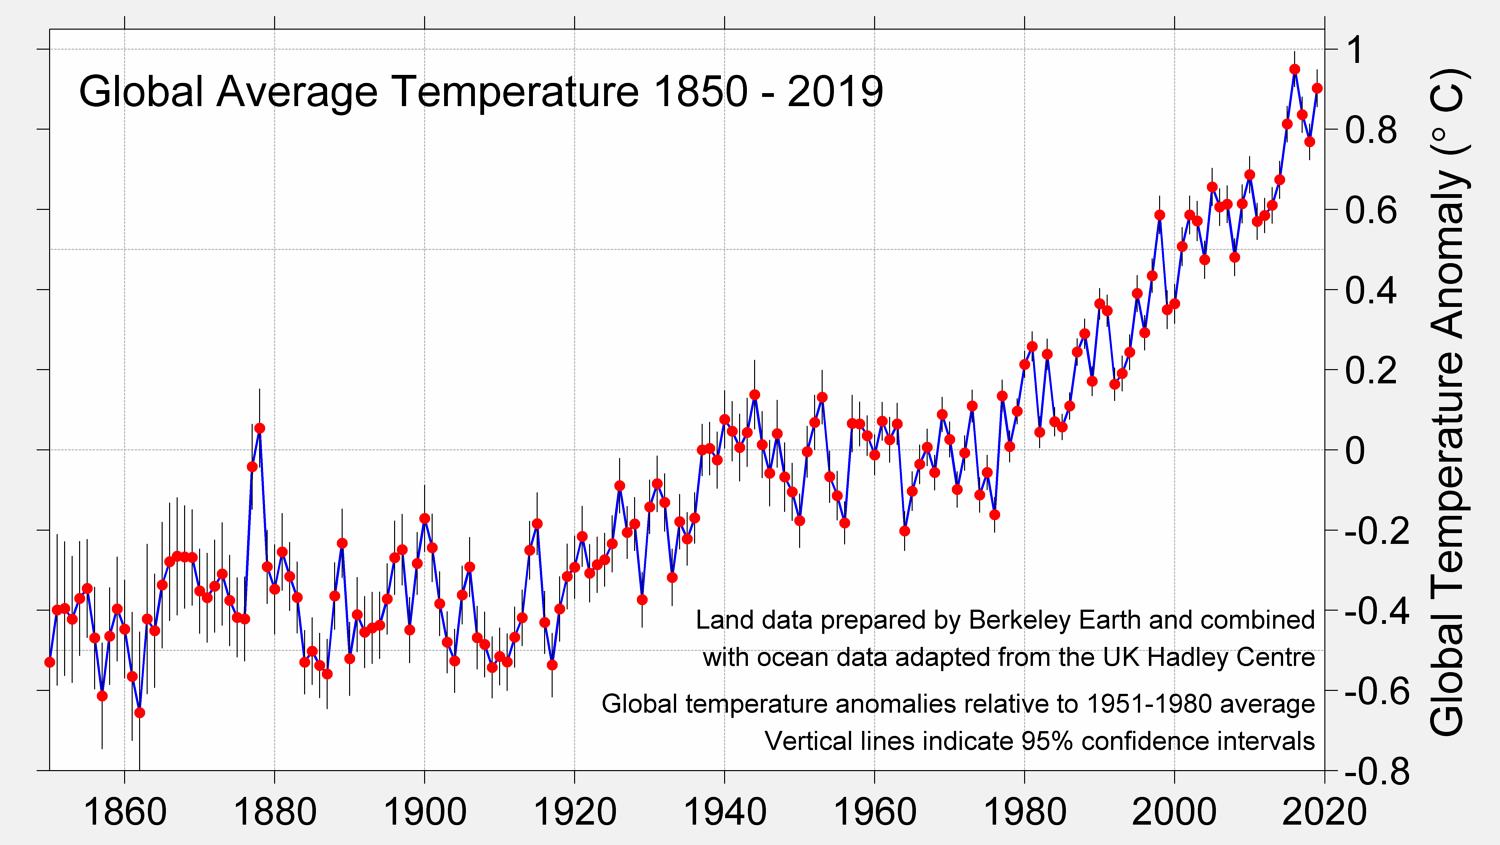 Global Average Temperature 1850 - 2019
1
0.8
0.6
0.4
0.2
0
-0.2
-0.4
-0.6
-0.8
Global Temperature Anomaly (° C)
Land data prepared by Berkeley Earth and combined
with ocean data adapted from the UK Hadley Centre
Global temperature anomalies relative to 1951-1980 average
Vertical lines indicate 95% confidence intervals
1860 1880 1900 1920 1940 1960 1980 2000 2020